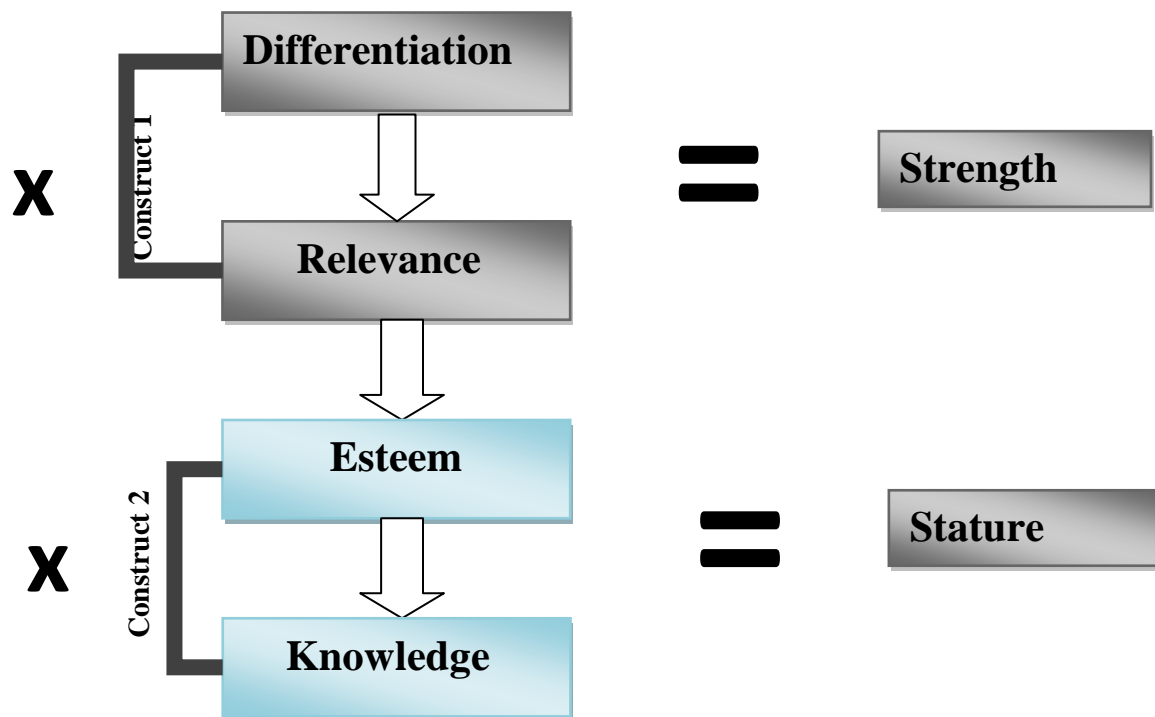 Differentiation
Construct 1
x
=
Strength
Relevance
Esteem
Construct 2
x
=
Stature
Knowledge